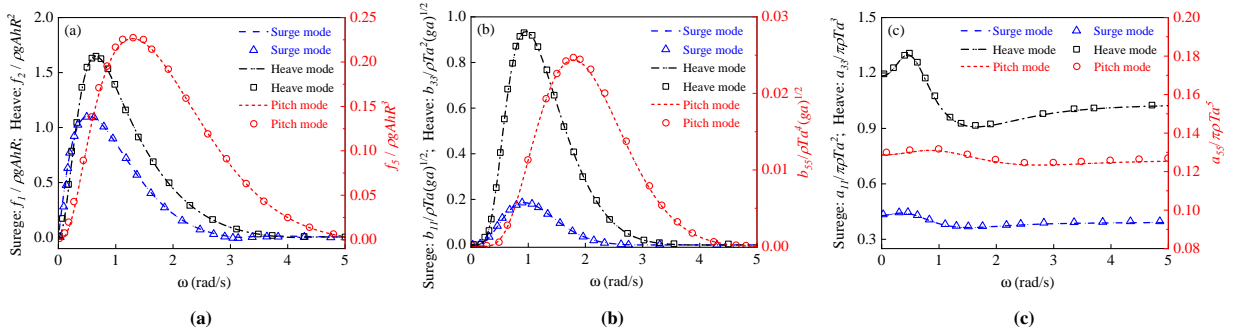 Surege: f1 / ρgAhR; Heave: f2 / ρgAhR²
2.0
1.5
1.0
0.5
0.0
(a)
Surge mode
Surge mode
Heave mode
Heave mode
Pitch mode
Pitch mode
0.25
0.20
0.15
0.10
0.05
0.00
f5 / ρgAhR³
0 1 2 3 4 5
ω (rad/s)
(a)
Surege: b11/ρTa(ga)1/2; Heave: b33/ρTa²(ga)1/2
1.0
0.8
0.6
0.4
0.2
0.0
(b)
Surge mode
Surge mode
Heave mode
Heave mode
Pitch mode
Pitch mode
0.03
0.02
0.01
0.00
b55/ρTa⁴(ga)1/2
0 1 2 3 4 5
ω (rad/s)
(b)
Surege: a11/πρTa²; Heave: a33/πρTa³
1.5
1.2
0.9
0.6
0.3
(c)
Surge mode Surge mode
Heave mode Heave mode
Pitch mode Pitch mode
0.20
0.18
0.16
0.14
0.12
0.10
0.08
a55/πρTa⁵
0 1 2 3 4 5
ω (rad/s)
(c)